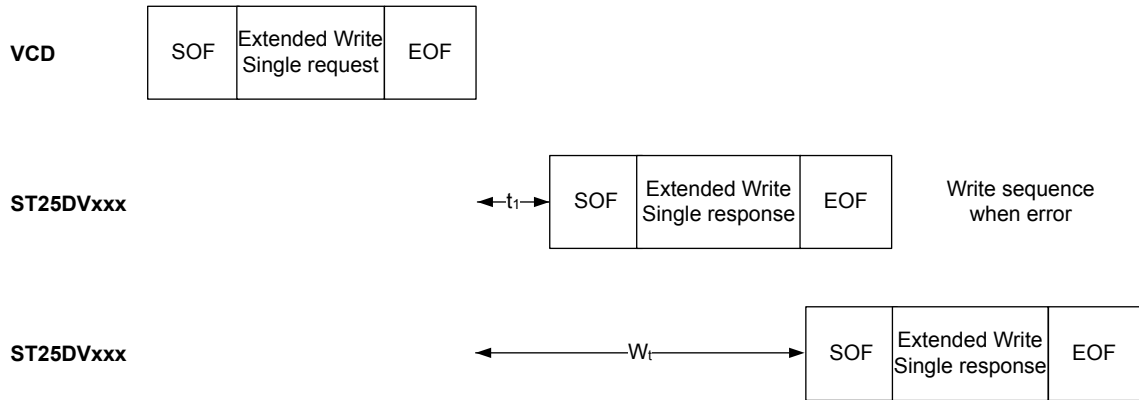 VCD
SOF
Extended Write
Single request
EOF
ST25DVxxx
t1
SOF
Extended Write
Single response
EOF
Write sequence
when error
ST25DVxxx
Wt
SOF
Extended Write
Single response
EOF